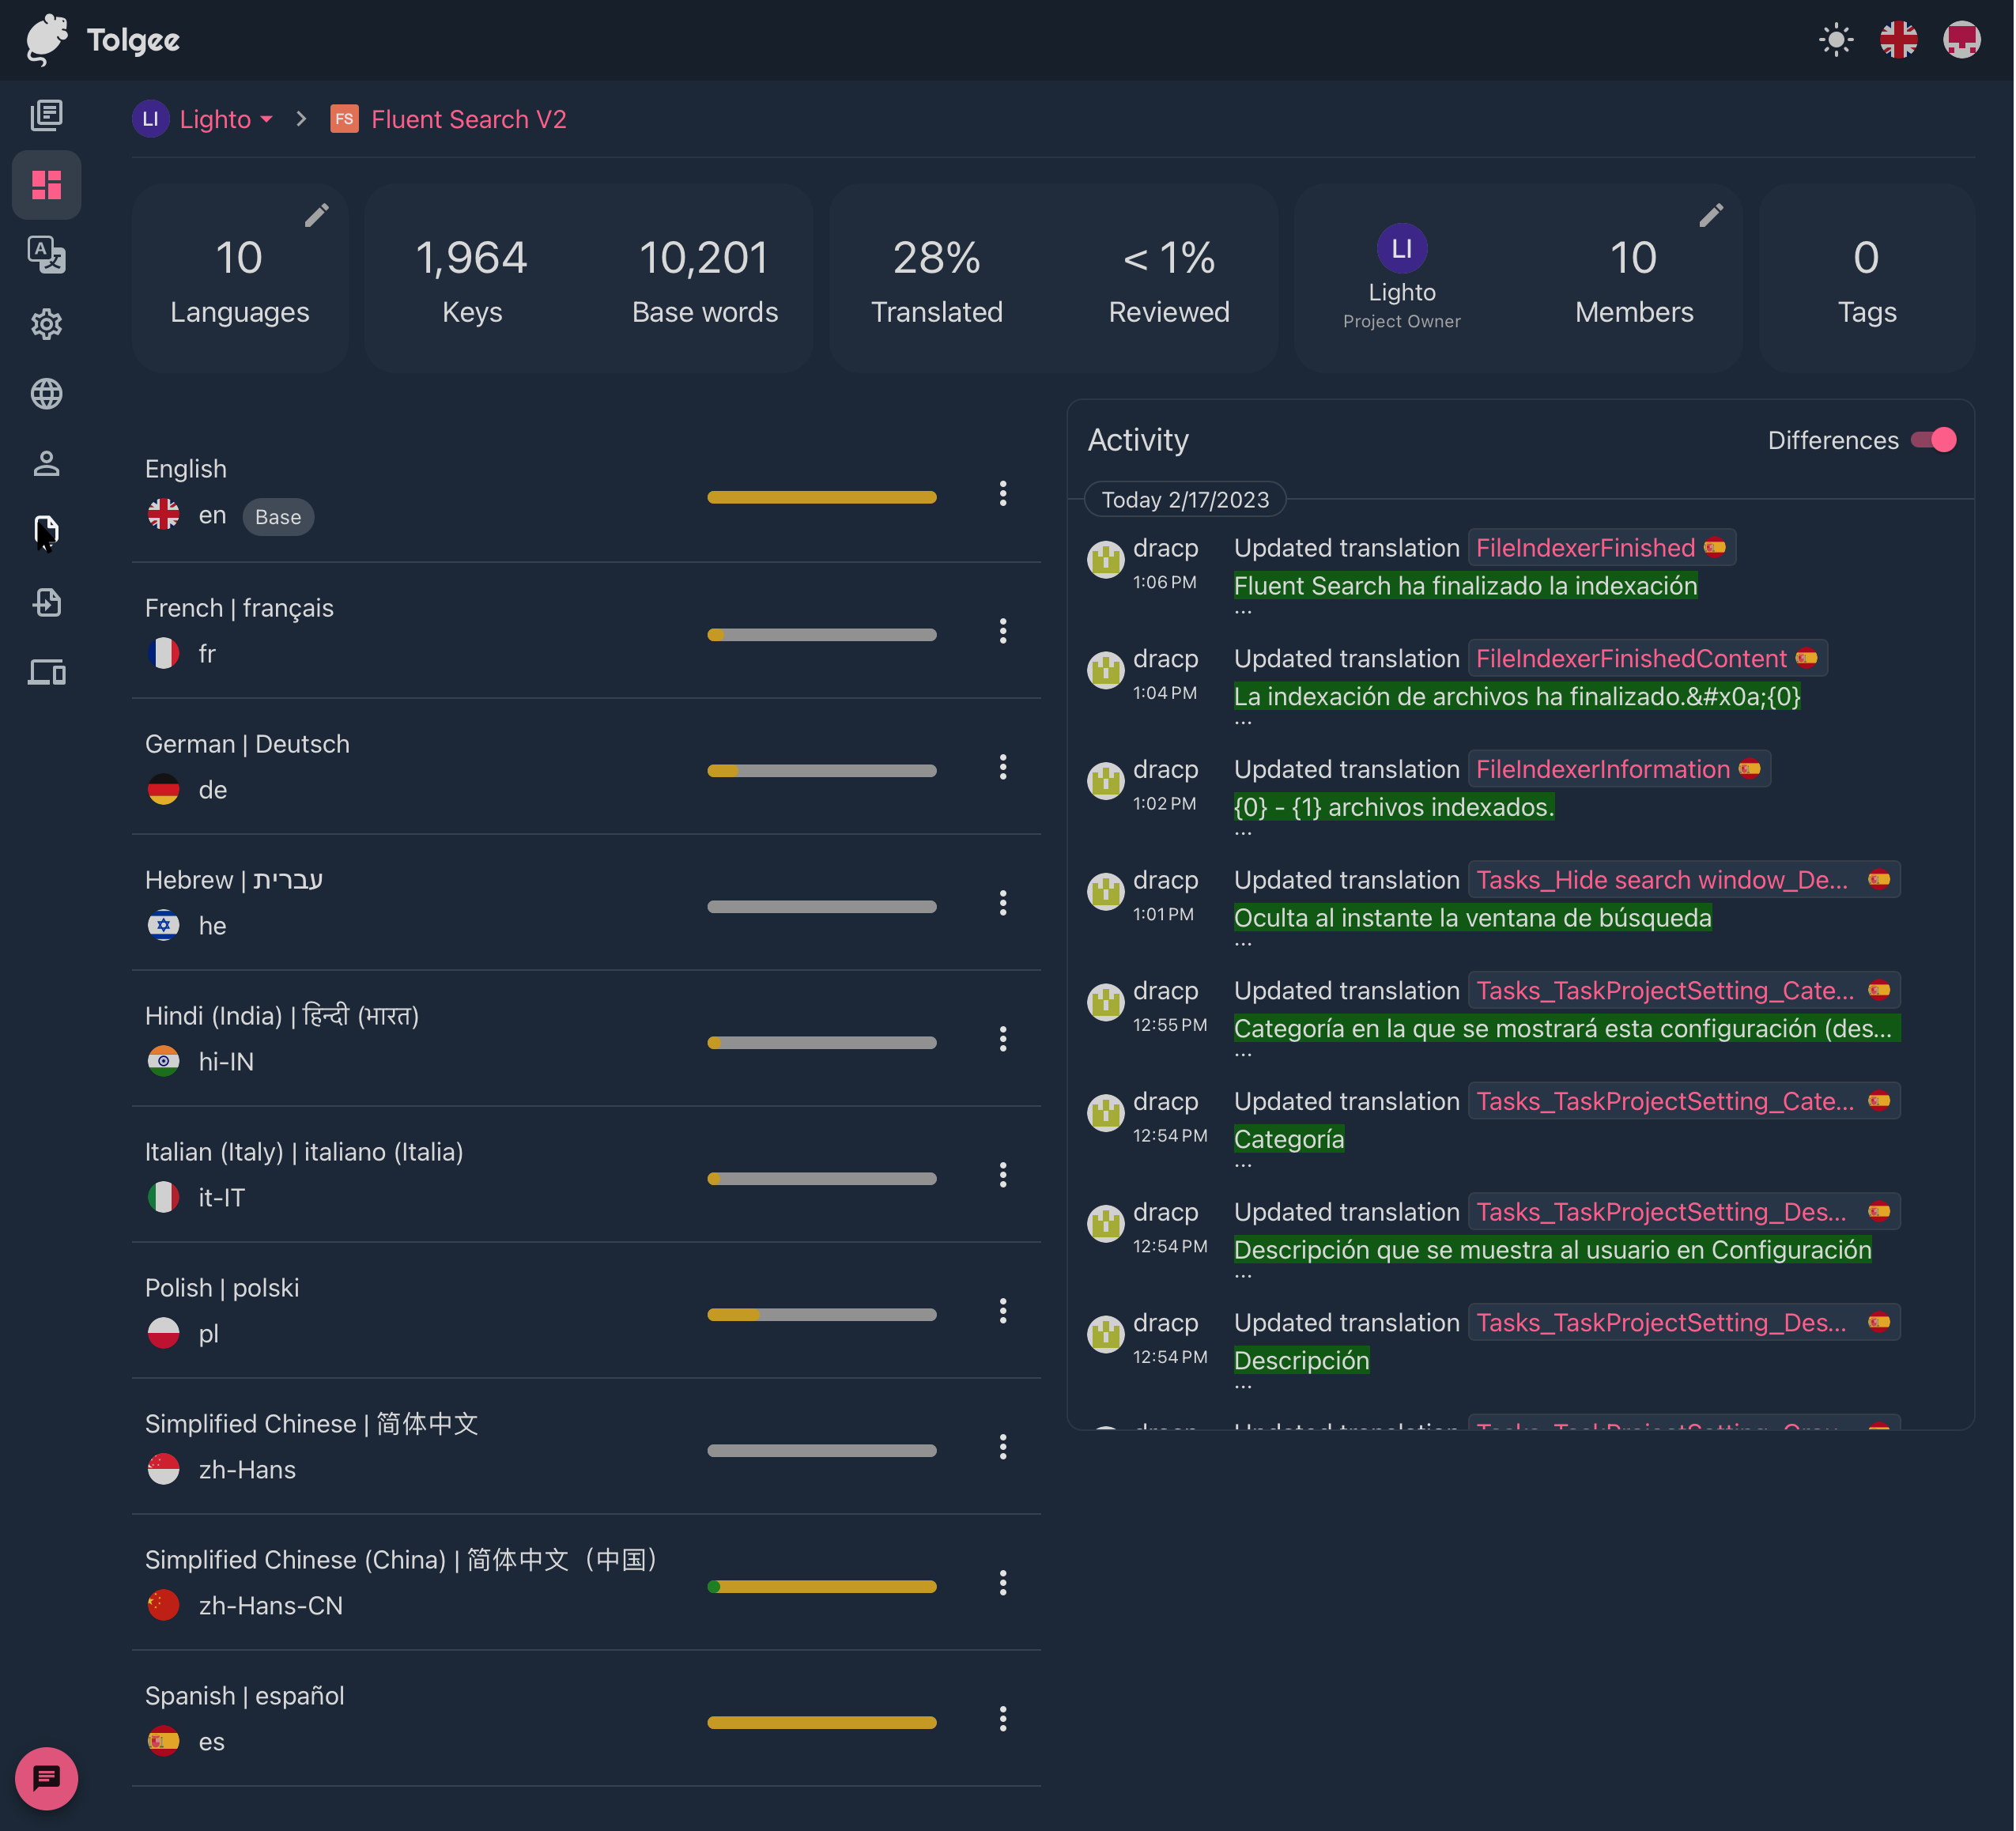 Tolgee
LI Lighto > FS Fluent Search V2
10
Languages
1,964
Keys
10,201
Base words
28%
Translated
< 1%
Reviewed
LI
Lighto
Project Owner
10
Members
0
Tags
English
en Base
French | français
fr
German | Deutsch
de
Hebrew | עברית
he
Hindi (India) | हिन्दी (भारत)
hi-IN
Italian (Italy) | italiano (Italia)
it-IT
Polish | polski
pl
Simplified Chinese | 简体中文
zh-Hans
Simplified Chinese (China) | 简体中文（中国）
zh-Hans-CN
Spanish | español
es
Activity
Differences
Today 2/17/2023
dracp Updated translation FileIndexerFinished
1:06 PM Fluent Search ha finalizado la indexación
...
dracp Updated translation FileIndexerFinishedContent
1:04 PM La indexación de archivos ha finalizado.&#x0a;{0}
...
dracp Updated translation FileIndexerInformation
1:02 PM {0} - {1} archivos indexados.
...
dracp Updated translation Tasks_Hide search window_De...
1:01 PM Oculta al instante la ventana de búsqueda
...
dracp Updated translation Tasks_TaskProjectSetting_Cate...
12:55 PM Categoría en la que se mostrará esta configuración (des...
...
dracp Updated translation Tasks_TaskProjectSetting_Cate...
12:54 PM Categoría
...
dracp Updated translation Tasks_TaskProjectSetting_Des...
12:54 PM Descripción que se muestra al usuario en Configuración
...
dracp Updated translation Tasks_TaskProjectSetting_Des...
12:54 PM Descripción
...
dracp Updated translation